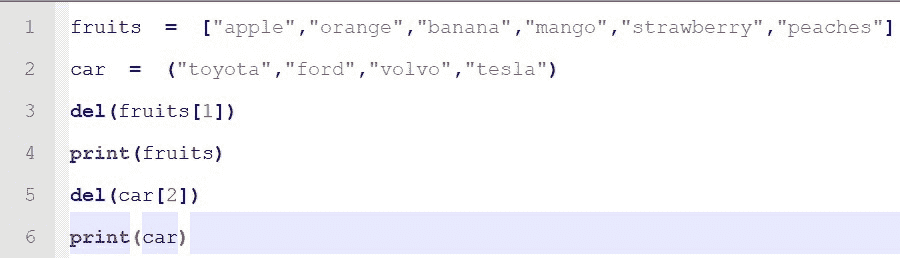 1 fruits = ["apple","orange","banana","mango","strawberry","peaches"]
2 car = ("toyota","ford","volvo","tesla")
3 del(fruits[1])
4 print(fruits)
5 del(car[2])
6 print(car)